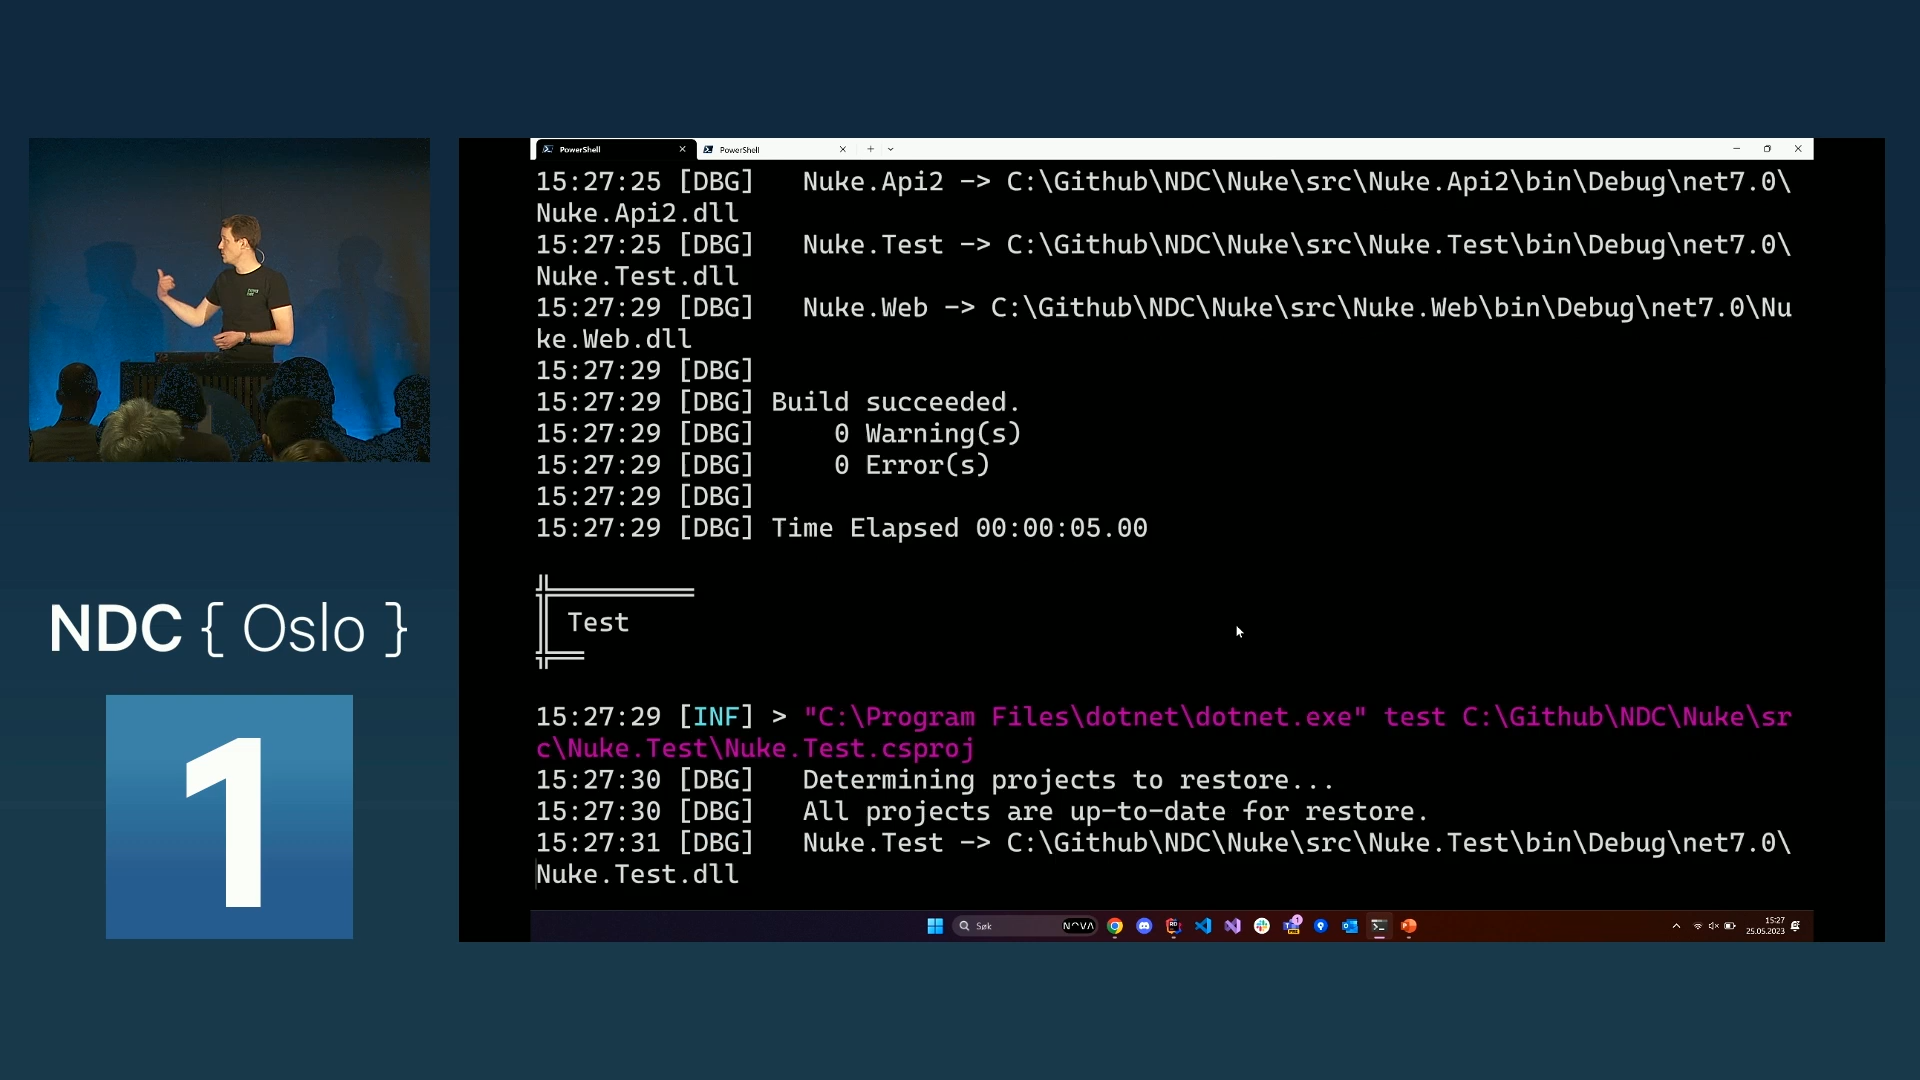 PowerShell
PowerShell
15:27:25 [DBG]   Nuke.Api2 -> C:\Github\NDC\Nuke\src\Nuke.Api2\bin\Debug\net7.0\
Nuke.Api2.dll
15:27:25 [DBG]   Nuke.Test -> C:\Github\NDC\Nuke\src\Nuke.Test\bin\Debug\net7.0\
Nuke.Test.dll
15:27:29 [DBG]   Nuke.Web -> C:\Github\NDC\Nuke\src\Nuke.Web\bin\Debug\net7.0\Nu
ke.Web.dll
15:27:29 [DBG]
15:27:29 [DBG] Build succeeded.
15:27:29 [DBG]     0 Warning(s)
15:27:29 [DBG]     0 Error(s)
15:27:29 [DBG]
15:27:29 [DBG] Time Elapsed 00:00:05.00
Test
15:27:29 [INF] > "C:\Program Files\dotnet\dotnet.exe" test C:\Github\NDC\Nuke\sr
c\Nuke.Test\Nuke.Test.csproj
15:27:30 [DBG]   Determining projects to restore...
15:27:30 [DBG]   All projects are up-to-date for restore.
15:27:31 [DBG]   Nuke.Test -> C:\Github\NDC\Nuke\src\Nuke.Test\bin\Debug\net7.0\
Nuke.Test.dll
Søk
15:27
25.05.2023
NDC { Oslo }
1